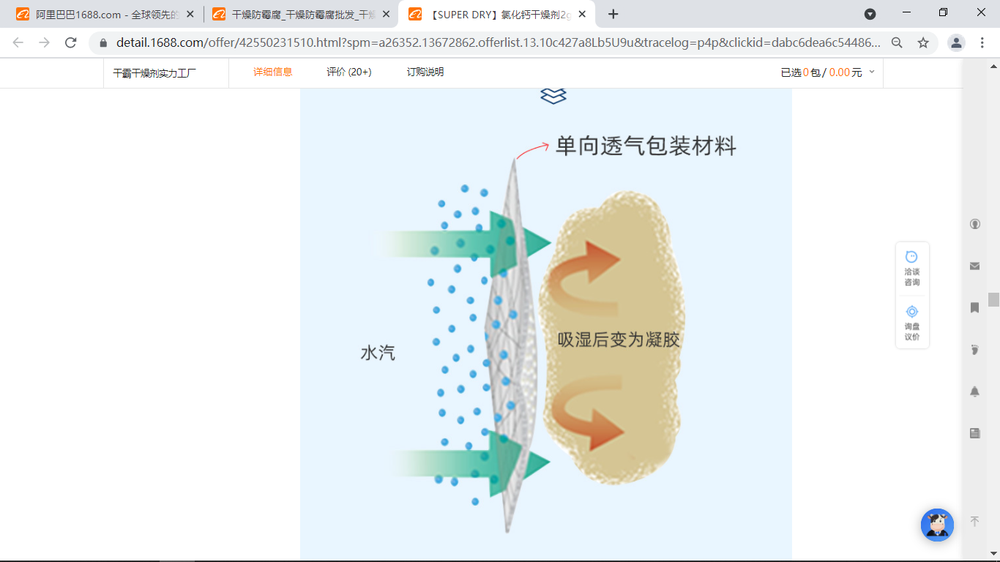 阿里巴巴1688.com - 全球领先的
干燥防霉腐_干燥防霉腐批发_干燥
【SUPER DRY】氯化钙干燥剂2g
detail.1688.com/offer/42550231510.html?spm=a26352.13672862.offerlist.13.10c427a8Lb5U9u&tracelog=p4p&clickid=dabc6dea6c54486...
干霸干燥剂实力工厂
详细信息
评价 (20+)
订购说明
已选0包 / 0.00元
单向透气包装材料
水汽
吸湿后变为凝胶
洽谈
咨询
询盘
议价